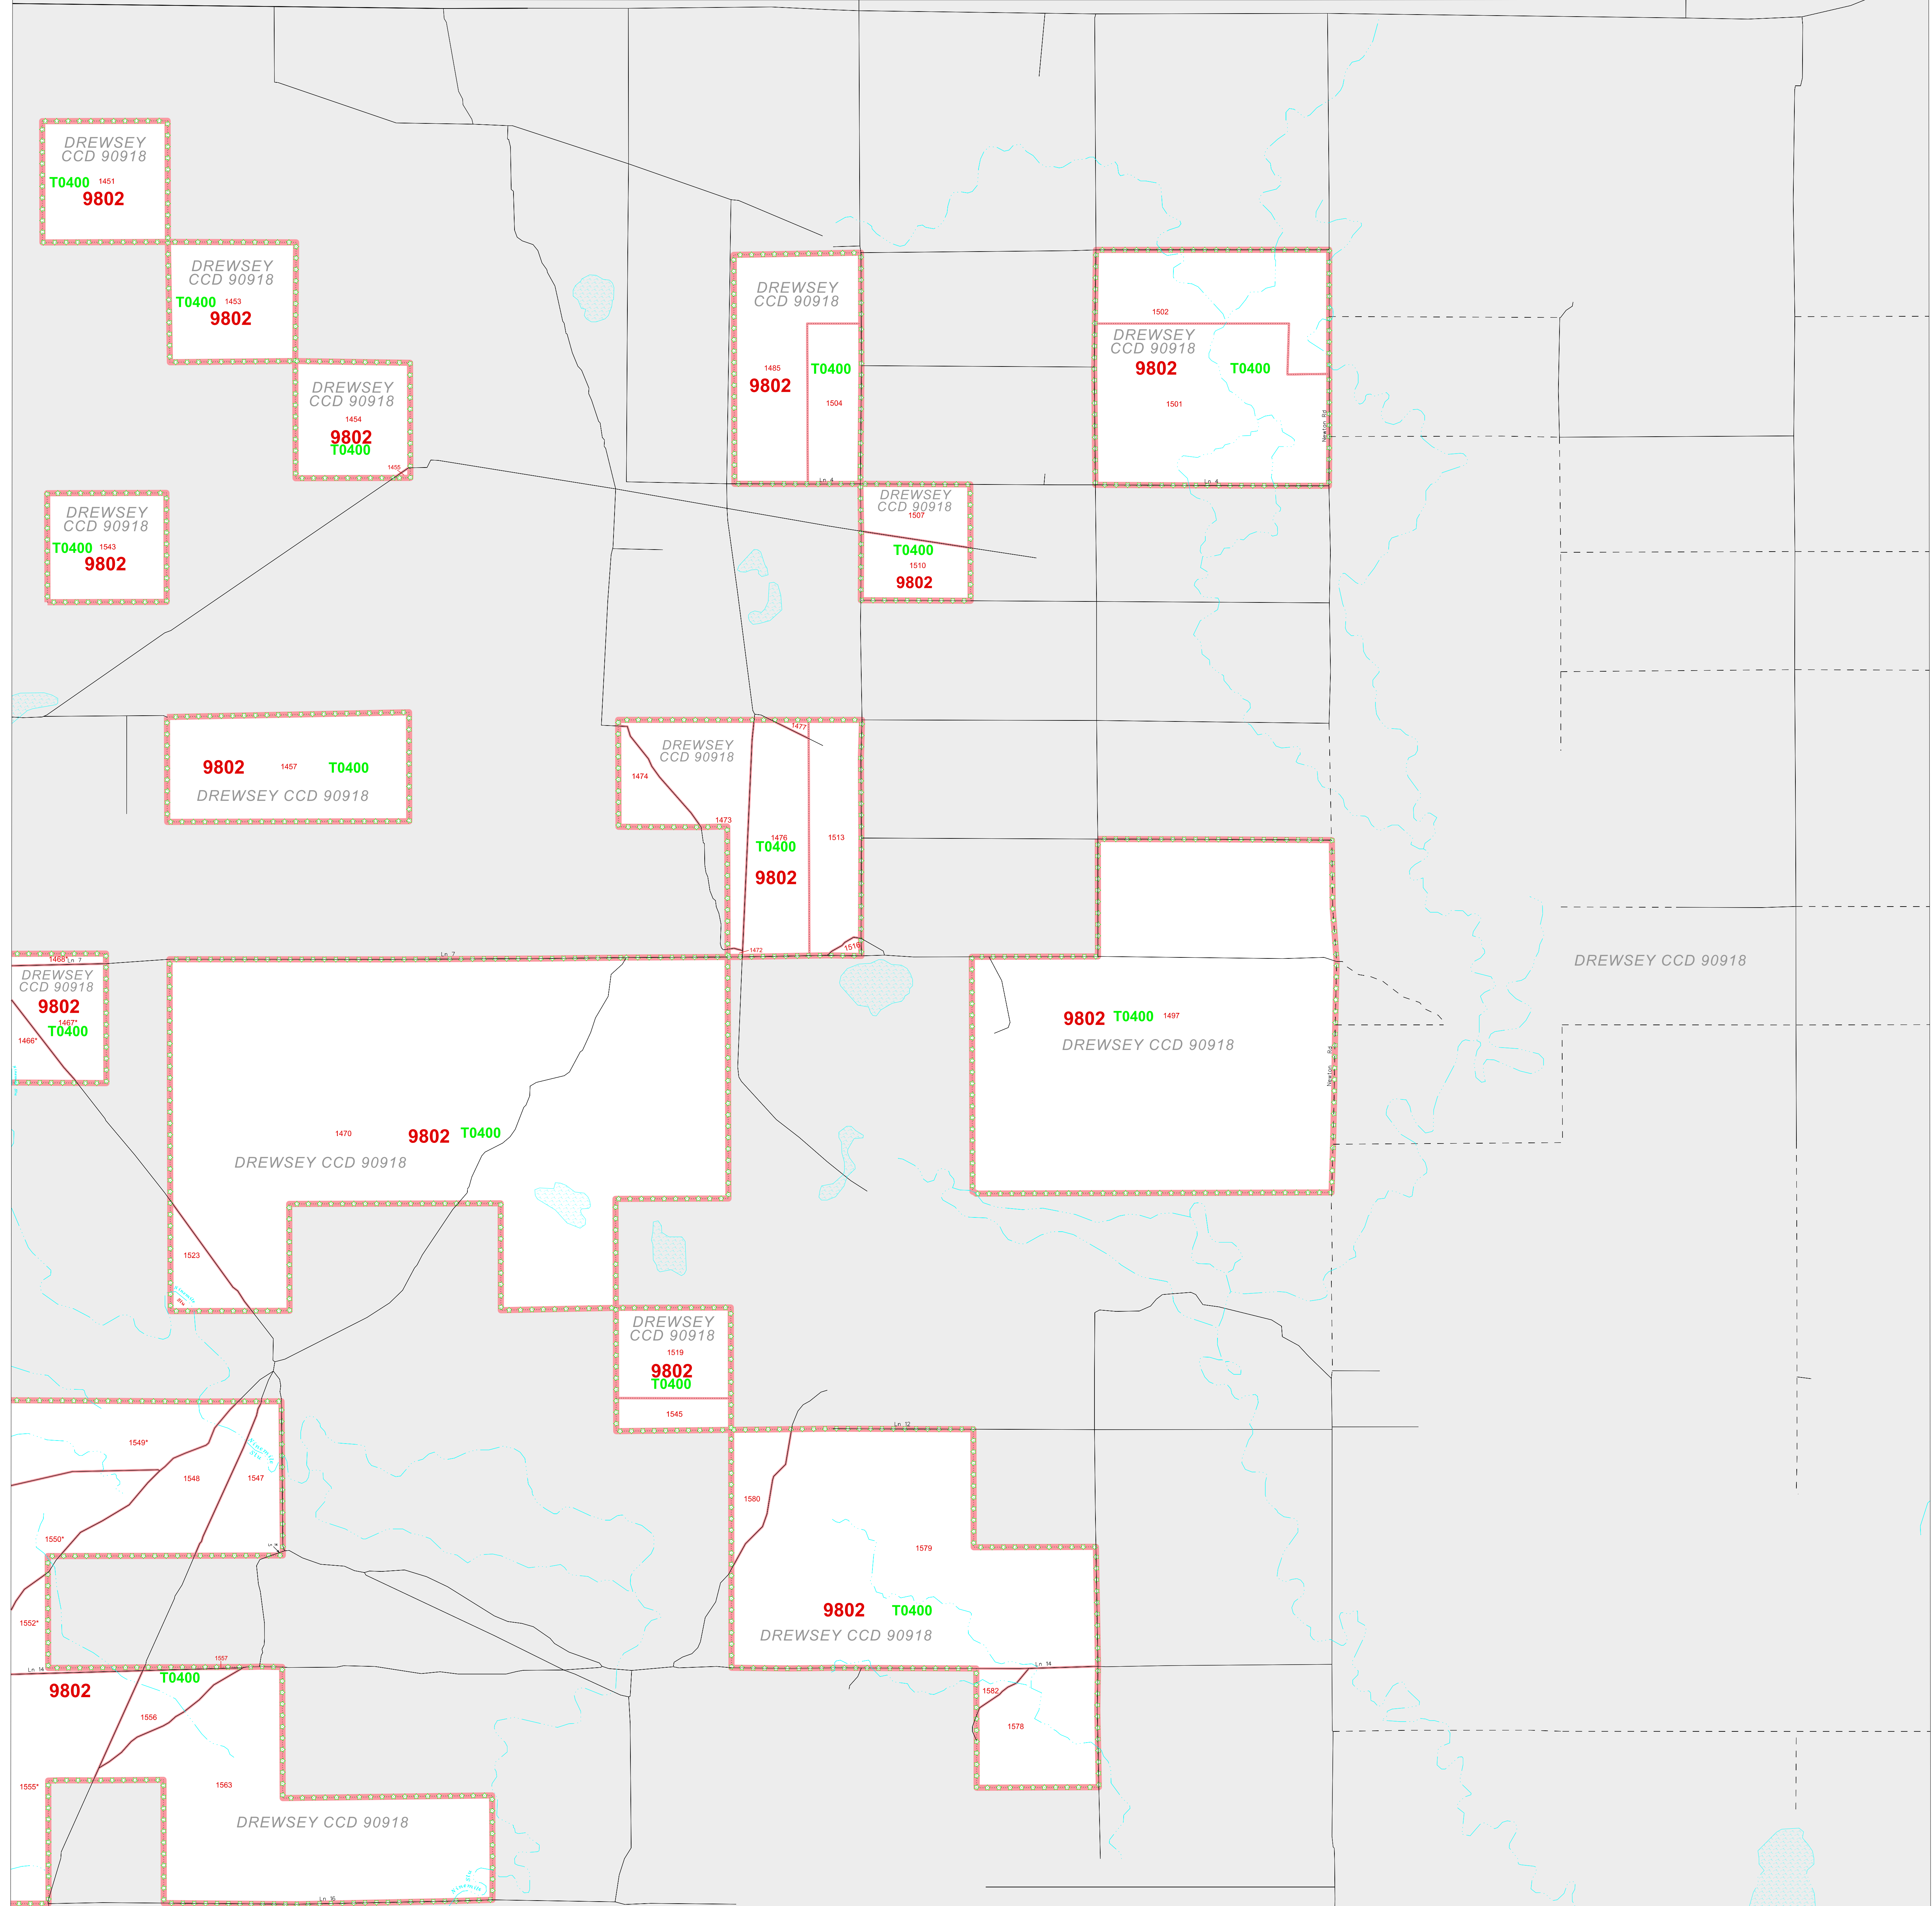 DREWSEY
CCD 90918
T0400 1451
9802
DREWSEY
CCD 90918
T0400 1453
9802
DREWSEY
CCD 90918
1454
9802
T0400
1455
DREWSEY
CCD 90918
1485
9802
T0400
1504
Ln 4
1502
DREWSEY
CCD 90918
9802
T0400
1501
Newton Rd
Ln 4
DREWSEY
CCD 90918
1507
T0400
1510
9802
DREWSEY
CCD 90918
T0400 1543
9802
9802 1457 T0400
DREWSEY CCD 90918
DREWSEY
CCD 90918
1477
1474
1473
1476
T0400
9802
1513
1472
1516
1468*
Ln 7
DREWSEY
CCD 90918
9802
1467*
T0400
1466*
Ln 7
1470
9802 T0400
DREWSEY CCD 90918
1523
9802 T0400 1497
DREWSEY CCD 90918
Newton Rd
DREWSEY CCD 90918
DREWSEY
CCD 90918
1519
9802
T0400
1545
1549*
1548
1547
1550*
1552*
Ln 12
1580
1579
9802 T0400
DREWSEY CCD 90918
Ln 14
1582
1578
Ln 14
1557
T0400
9802
1556
1555*
1563
DREWSEY CCD 90918
Ln 16